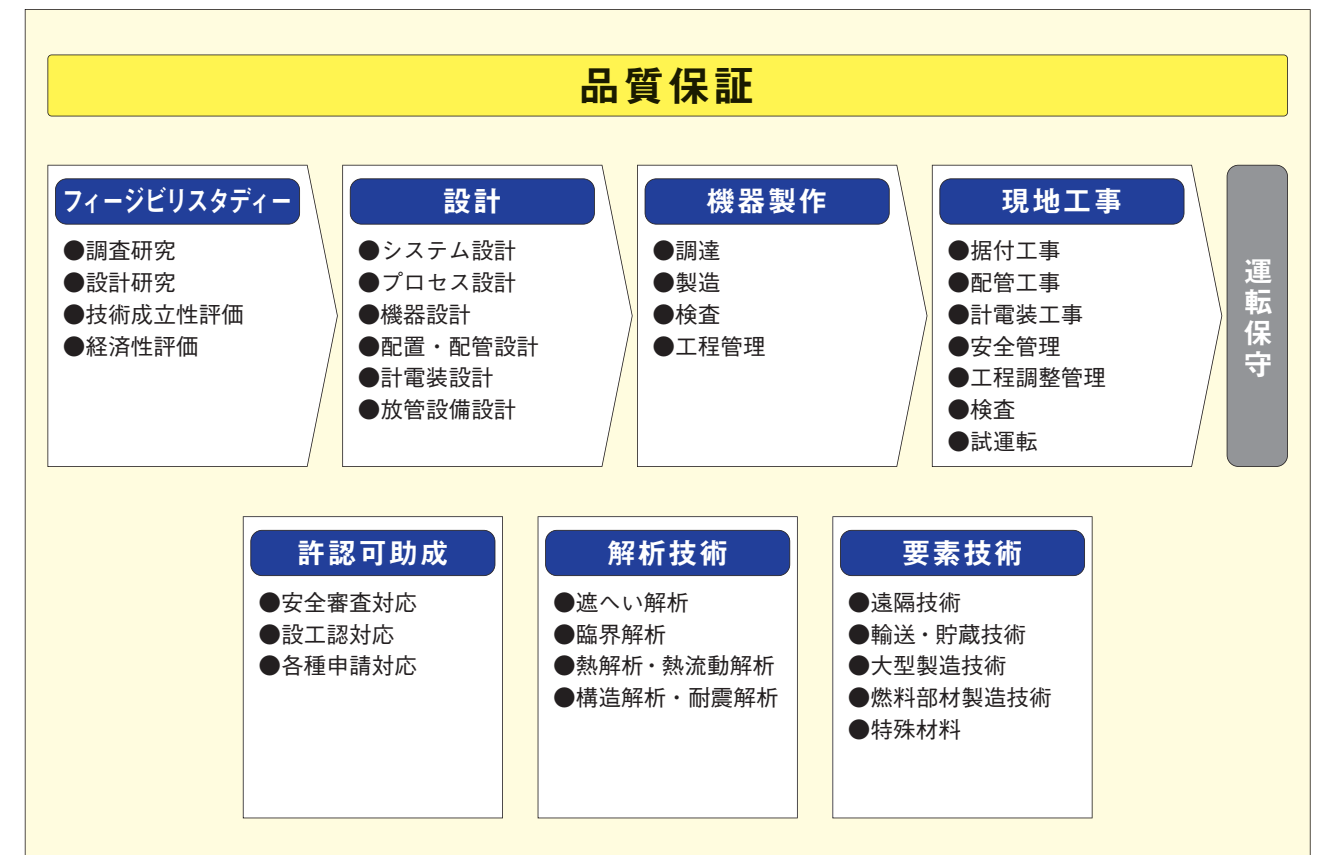 品質保証
フィージビリスタディー
●調査研究
●設計研究
●技術成立性評価
●経済性評価
設計
●システム設計
●プロセス設計
●機器設計
●配置・配管設計
●計電装設計
●放管設備設計
機器製作
●調達
●製造
●検査
●工程管理
現地工事
●据付工事
●配管工事
●計電装工事
●安全管理
●工程調整管理
●検査
●試運転
運転保守
許認可助成
●安全審査対応
●設工認対応
●各種申請対応
解析技術
●遮へい解析
●臨界解析
●熱解析・熱流動解析
●構造解析・耐震解析
要素技術
●遠隔技術
●輸送・貯蔵技術
●大型製造技術
●燃料部材製造技術
●特殊材料